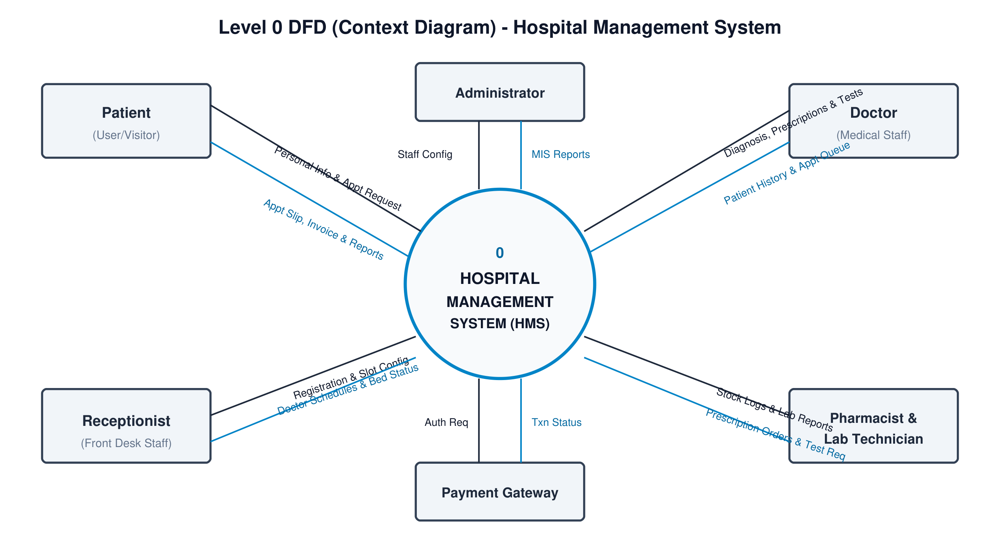 Level 0 DFD (Context Diagram) - Hospital Management System
Administrator
Patient
(User/Visitor)
Doctor
(Medical Staff)
Diagnosis, Prescriptions & Tests
Patient History & Appt Queue
Staff Config
MIS Reports
Personal Info & Appt Request
Appt Slip, Invoice & Reports
0
HOSPITAL
MANAGEMENT
SYSTEM (HMS)
Registration & Slot Config
Doctor Schedules & Bed Status
Stock Logs & Lab Reports
Prescription Orders & Test Req
Receptionist
(Front Desk Staff)
Auth Req
Txn Status
Pharmacist &
Lab Technician
Payment Gateway